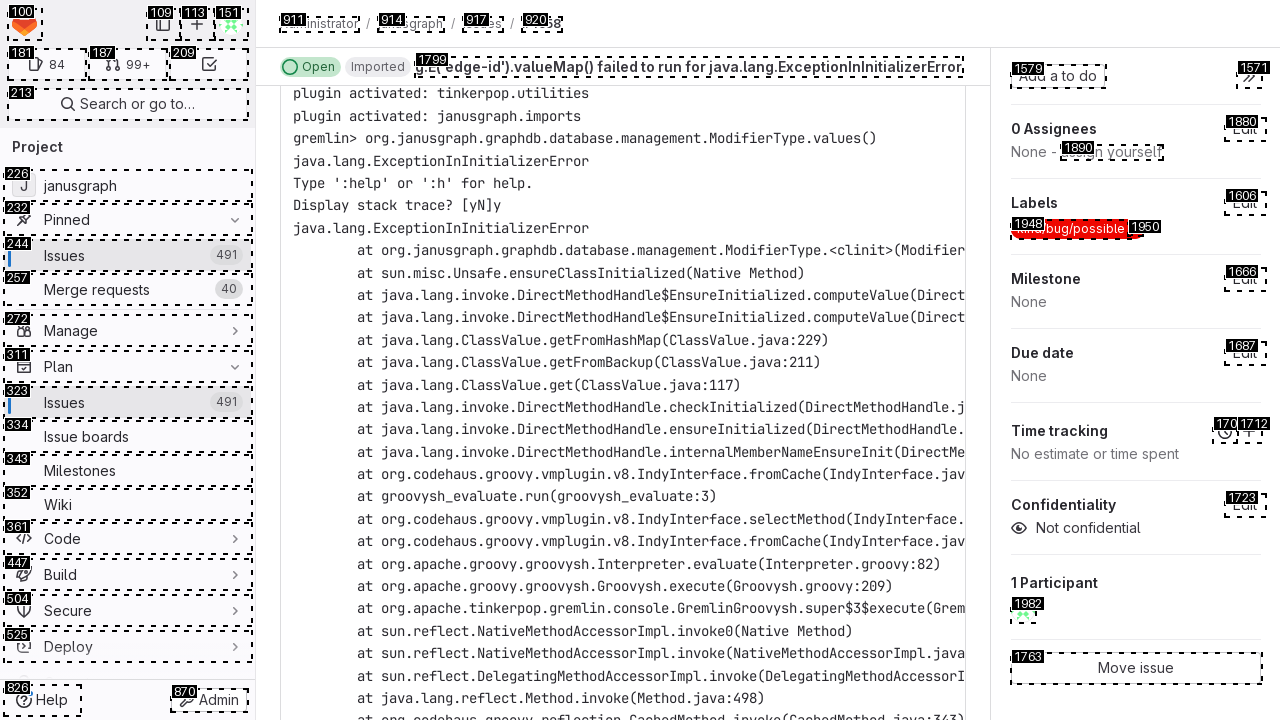 100
109
113
151
181
84
187
99+
209
213
Search or go to…
Project
226
J
janusgraph
232
Pinned
244
Issues
491
257
Merge requests
40
272
Manage
311
Plan
323
Issues
491
334
Issue boards
343
Milestones
352
Wiki
361
Code
447
Build
504
Secure
525
Deploy
826
Help
870
Admin
911
914
917
920
Open
Imported
1799
'edge-id').valueMap() failed to run for java.lang.ExceptionInInitializerError
plugin activated: tinkerpop.utilities
plugin activated: janusgraph.imports
gremlin> org.janusgraph.graphdb.database.management.ModifierType.values()
java.lang.ExceptionInInitializerError
Type ':help' or ':h' for help.
Display stack trace? [yN]y
java.lang.ExceptionInInitializerError
at org.janusgraph.graphdb.database.management.ModifierType.<clinit>(Modifier
at sun.misc.Unsafe.ensureClassInitialized(Native Method)
at java.lang.invoke.DirectMethodHandle$EnsureInitialized.computeValue(Direct
at java.lang.invoke.DirectMethodHandle$EnsureInitialized.computeValue(Direct
at java.lang.ClassValue.getFromHashMap(ClassValue.java:229)
at java.lang.ClassValue.getFromBackup(ClassValue.java:211)
at java.lang.ClassValue.get(ClassValue.java:117)
at java.lang.invoke.DirectMethodHandle.checkInitialized(DirectMethodHandle.j
at java.lang.invoke.DirectMethodHandle.ensureInitialized(DirectMethodHandle.
at java.lang.invoke.DirectMethodHandle.internalMemberNameEnsureInit(DirectMe
at org.codehaus.groovy.vmplugin.v8.IndyInterface.fromCache(IndyInterface.jav
at groovysh_evaluate.run(groovysh_evaluate:3)
at org.codehaus.groovy.vmplugin.v8.IndyInterface.selectMethod(IndyInterface.
at org.codehaus.groovy.vmplugin.v8.IndyInterface.fromCache(IndyInterface.jav
at org.apache.groovy.groovysh.Interpreter.evaluate(Interpreter.groovy:82)
at org.apache.groovy.groovysh.Groovysh.execute(Groovysh.groovy:209)
at org.apache.tinkerpop.gremlin.console.GremlinGroovysh.super$3$execute(Grem
at sun.reflect.NativeMethodAccessorImpl.invoke0(Native Method)
at sun.reflect.NativeMethodAccessorImpl.invoke(NativeMethodAccessorImpl.java
at sun.reflect.DelegatingMethodAccessorImpl.invoke(DelegatingMethodAccessorI
at java.lang.reflect.Method.invoke(Method.java:498)
at org.codehaus.groovy.reflection.CachedMethod.invoke(CachedMethod.java:343)
1579
Add a to do
1571
0 Assignees
1880
Edit
None -
1890
assign yourself
Labels
1606
Edit
1948
kind/bug/possible
1950
Milestone
1666
Edit
None
Due date
1687
Edit
None
Time tracking
170
1712
No estimate or time spent
Confidentiality
1723
Edit
Not confidential
1 Participant
1982
1763
Move issue